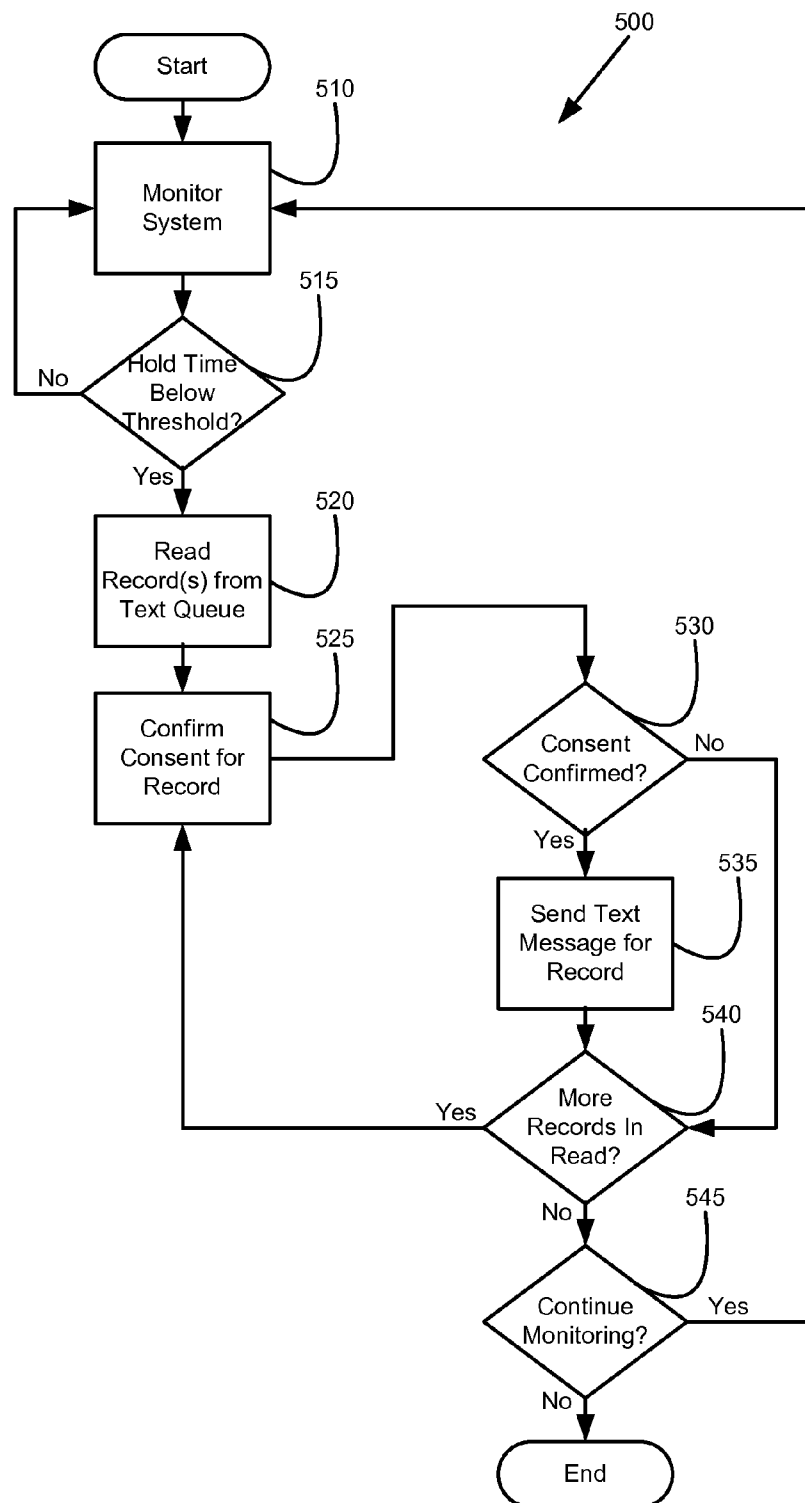 500
Start
510
Monitor
System
515
Hold Time
Below
Threshold?
No
Yes
520
Read
Record(s) from
Text Queue
525
Confirm
Consent for
Record
530
Consent
Confirmed?
No
Yes
535
Send Text
Message for
Record
540
More
Records In
Read?
Yes
No
545
Continue
Monitoring?
Yes
No
End